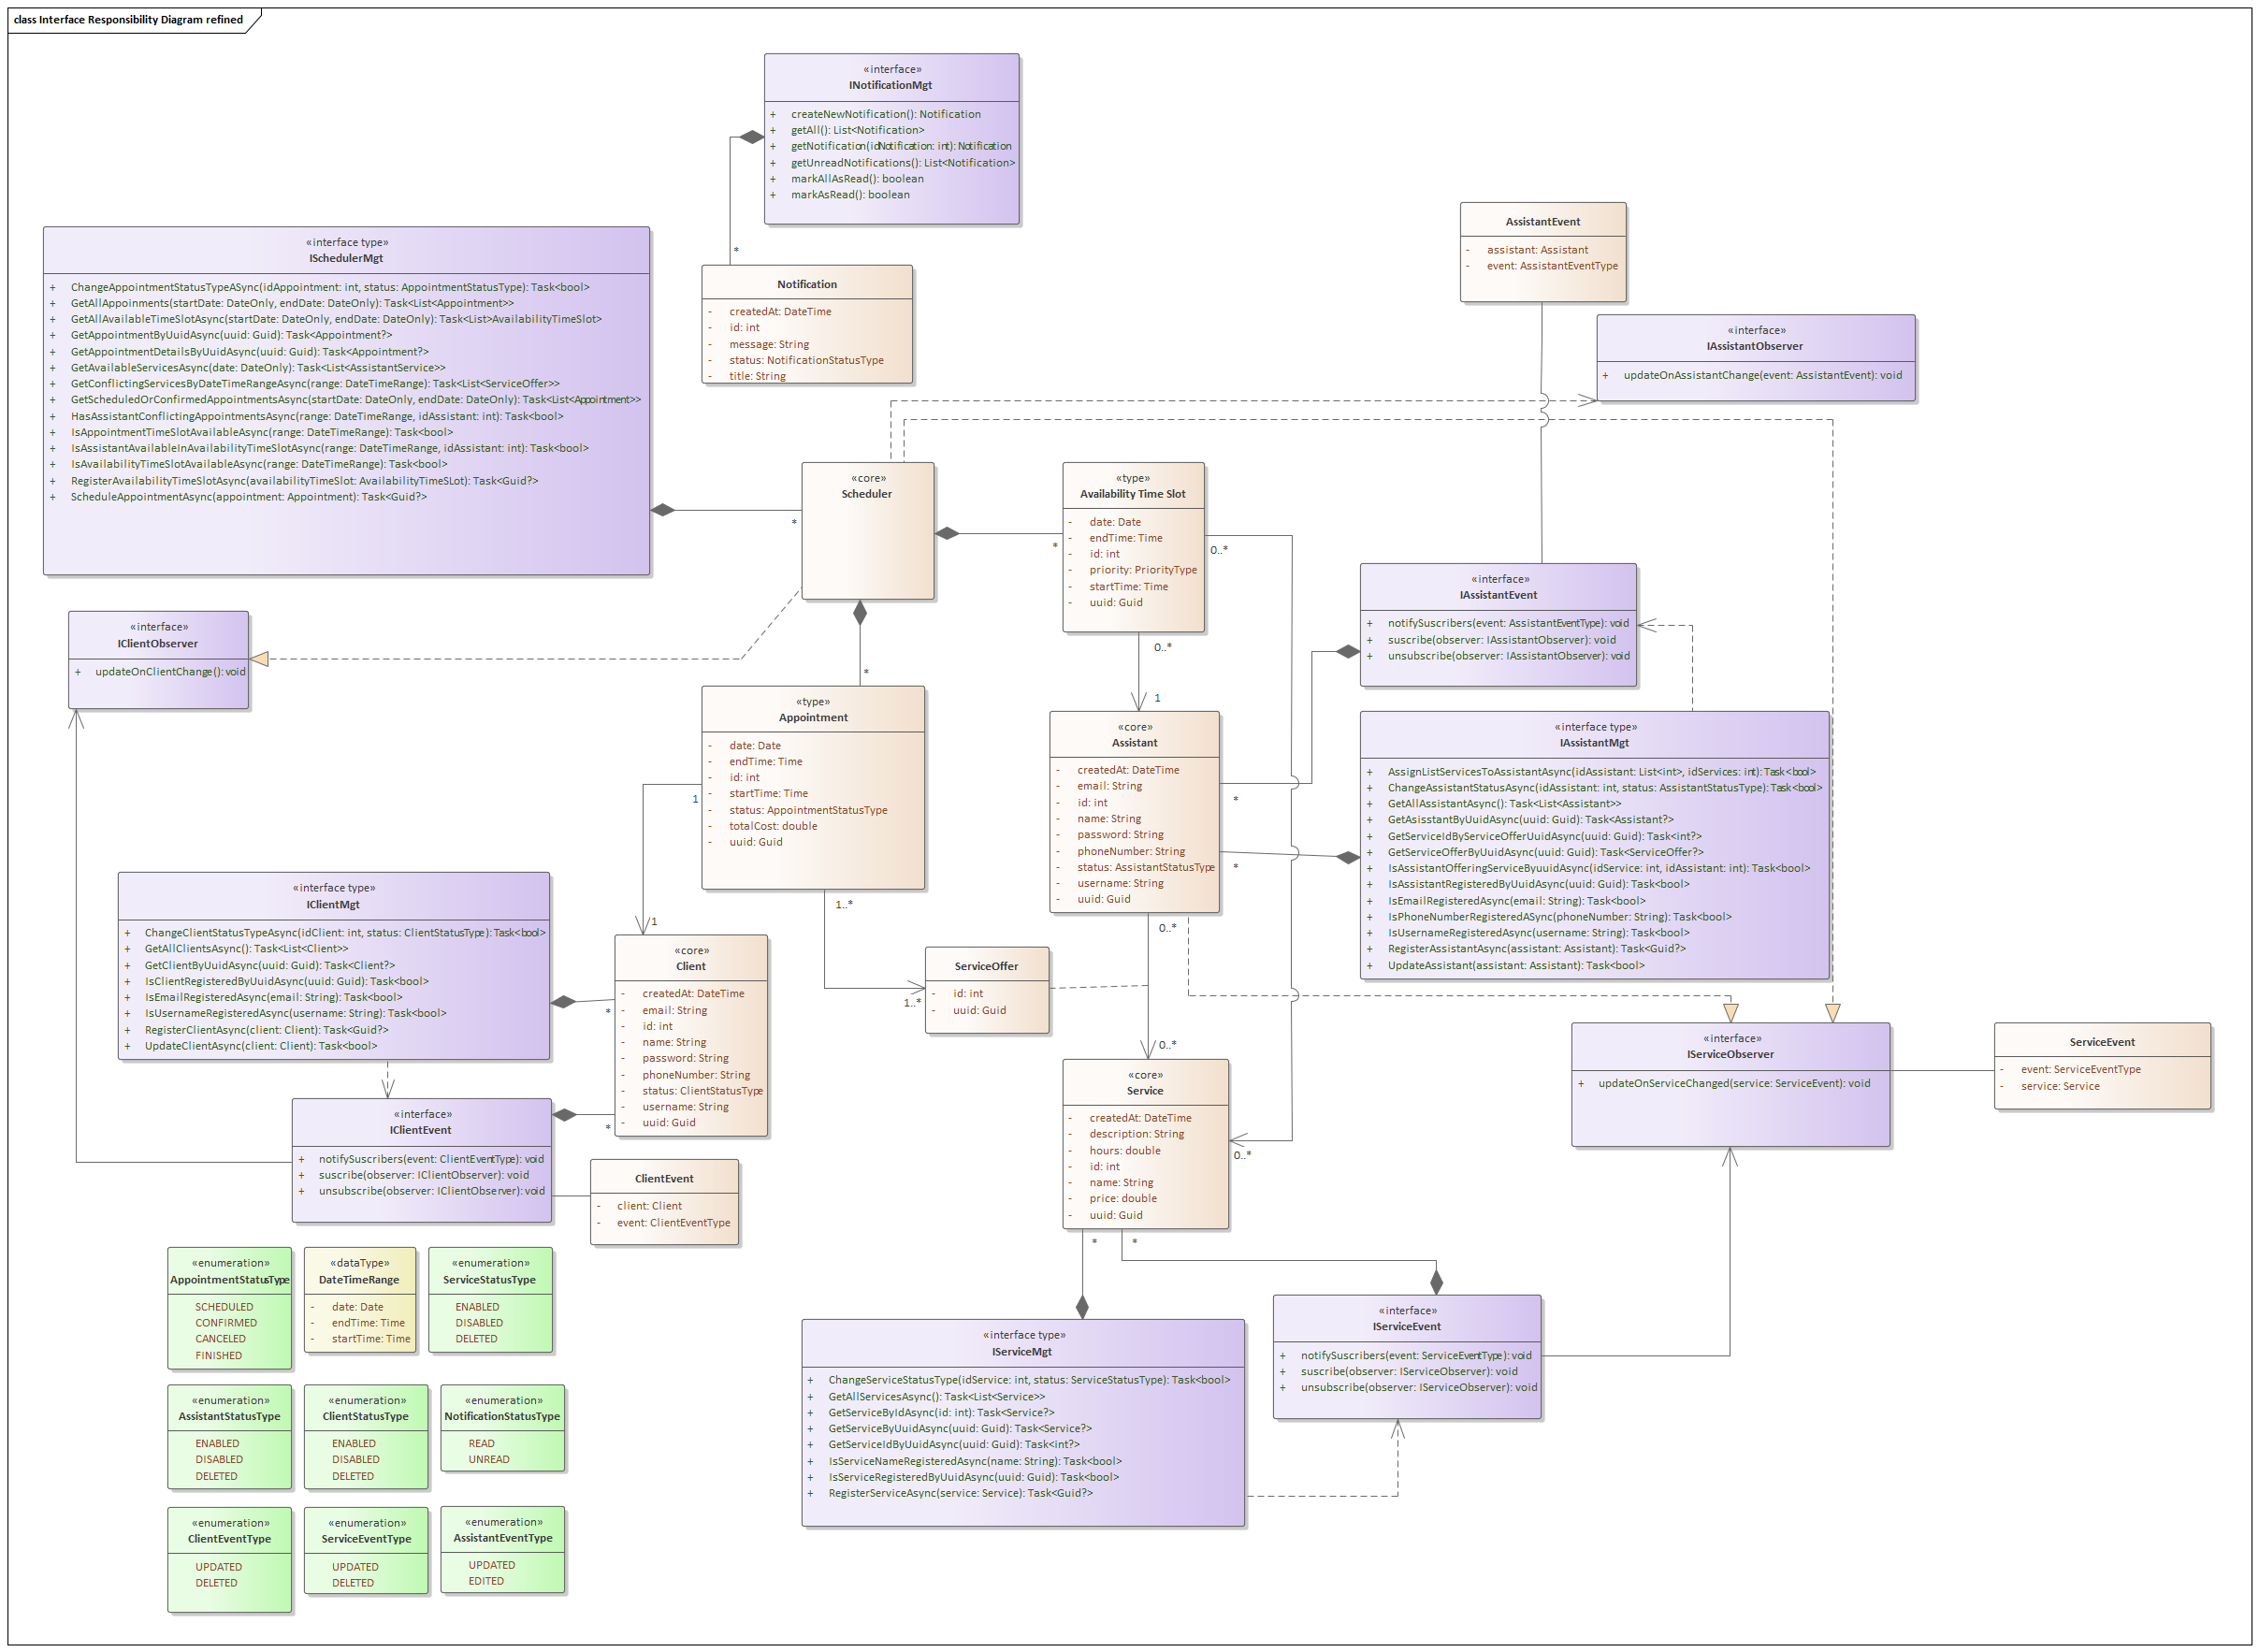 class Interface Responsibility Diagram refined
«interface»
INotificationMgt
+ createNewNotification(): Notification
+ getAll(): List<Notification>
+ getNotification(idNotification: int): Notification
+ getUnreadNotifications(): List<Notification>
+ markAllAsRead(): boolean
+ markAsRead(): boolean
*
Notification
- createdAt: DateTime
- id: int
- message: String
- status: NotificationStatusType
- title: String
«interface type»
ISchedulerMgt
+ ChangeAppointmentStatusTypeASync(idAppointment: int, status: AppointmentStatusType): Task<bool>
+ GetAllAppoinments(startDate: DateOnly, endDate: DateOnly): Task<List<Appointment>>
+ GetAllAvailableTimeSlotAsync(startDate: DateOnly, endDate: DateOnly): Task<List>AvailabilityTimeSlot>
+ GetAppointmentByUuidAsync(uuid: Guid): Task<Appointment?>
+ GetAppointmentDetailsByUuidAsync(uuid: Guid): Task<Appointment?>
+ GetAvailableServicesAsync(date: DateOnly): Task<List<AssistantService>>
+ GetConflictingServicesByDateTimeRangeAsync(range: DateTimeRange): Task<List<ServiceOffer>>
+ GetScheduledOrConfirmedAppointmentsAsync(startDate: DateOnly, endDate: DateOnly): Task<List<Appointment>>
+ HasAssistantConflictingAppointmentsAsync(range: DateTimeRange, idAssistant: int): Task<bool>
+ IsAppointmentTimeSlotAvailableAsync(range: DateTimeRange): Task<bool>
+ IsAssistantAvailableInAvailabilityTimeSlotAsync(range: DateTimeRange, idAssistant: int): Task<bool>
+ IsAvailabilityTimeSlotAvailableAsync(range: DateTimeRange): Task<bool>
+ RegisterAvailabilityTimeSlotAsync(availabilityTimeSlot: AvailabilityTimeSLot): Task<Guid?>
+ ScheduleAppointmentAsync(appointment: Appointment): Task<Guid?>
*
AssistantEvent
- assistant: Assistant
- event: AssistantEventType
«interface»
IAssistantObserver
+ updateOnAssistantChange(event: AssistantEvent): void
«core»
Scheduler
*
*
«type»
Availability Time Slot
- date: Date
- endTime: Time
- id: int
- priority: PriorityType
- startTime: Time
- uuid: Guid
0..*
0..*
1
«interface»
IAssistantEvent
+ notifySuscribers(event: AssistantEventType): void
+ suscribe(observer: IAssistantObserver): void
+ unsubscribe(observer: IAssistantObserver): void
«interface»
IClientObserver
+ updateOnClientChange(): void
«type»
Appointment
- date: Date
- endTime: Time
- id: int
- startTime: Time
- status: AppointmentStatusType
- totalCost: double
- uuid: Guid
1
1..*
1
«core»
Assistant
- createdAt: DateTime
- email: String
- id: int
- name: String
- password: String
- phoneNumber: String
- status: AssistantStatusType
- username: String
- uuid: Guid
*
*
0..*
«interface type»
IAssistantMgt
+ AssignListServicesToAssistantAsync(idAssistant: List<int>, idServices: int): Task<bool>
+ ChangeAssistantStatusAsync(idAssistant: int, status: AssistantStatusType): Task<bool>
+ GetAllAssistantAsync(): Task<List<Assistant>>
+ GetAsisstantByUuidAsync(uuid: Guid): Task<Assistant?>
+ GetServiceIdByServiceOfferUuidAsync(uuid: Guid): Task<int?>
+ GetServiceOfferByUuidAsync(uuid: Guid): Task<ServiceOffer?>
+ IsAssistantOfferingServiceByuuidAsync(idService: int, idAssistant: int): Task<bool>
+ IsAssistantRegisteredByUuidAsync(uuid: Guid): Task<bool>
+ IsEmailRegisteredAsync(email: String): Task<bool>
+ IsPhoneNumberRegisteredASync(phoneNumber: String): Task<bool>
+ IsUsernameRegisteredAsync(username: String): Task<bool>
+ RegisterAssistantAsync(assistant: Assistant): Task<Guid?>
+ UpdateAssistant(assistant: Assistant): Task<bool>
«interface type»
IClientMgt
+ ChangeClientStatusTypeAsync(idClient: int, status: ClientStatusType): Task<bool>
+ GetAllClientsAsync(): Task<List<Client>>
+ GetClientByUuidAsync(uuid: Guid): Task<Client?>
+ IsClientRegisteredByUuidAsync(uuid: Guid): Task<bool>
+ IsEmailRegisteredAsync(email: String): Task<bool>
+ IsUsernameRegisteredAsync(username: String): Task<bool>
+ RegisterClientAsync(client: Client): Task<Guid?>
+ UpdateClientAsync(client: Client): Task<bool>
«core»
Client
- createdAt: DateTime
- email: String
- id: int
- name: String
- password: String
- phoneNumber: String
- status: ClientStatusType
- username: String
- uuid: Guid
*
*
ServiceOffer
- id: int
- uuid: Guid
1..*
0..*
«core»
Service
- createdAt: DateTime
- description: String
- hours: double
- id: int
- name: String
- price: double
- uuid: Guid
0..*
*
*
«interface»
IServiceObserver
+ updateOnServiceChanged(service: ServiceEvent): void
ServiceEvent
- event: ServiceEventType
- service: Service
«interface»
IClientEvent
+ notifySuscribers(event: ClientEventType): void
+ suscribe(observer: IClientObserver): void
+ unsubscribe(observer: IClientObserver): void
ClientEvent
- client: Client
- event: ClientEventType
«enumeration»
AppointmentStatusType
SCHEDULED
CONFIRMED
CANCELED
FINISHED
«dataType»
DateTimeRange
- date: Date
- endTime: Time
- startTime: Time
«enumeration»
ServiceStatusType
ENABLED
DISABLED
DELETED
«interface type»
IServiceMgt
+ ChangeServiceStatusType(idService: int, status: ServiceStatusType): Task<bool>
+ GetAllServicesAsync(): Task<List<Service>>
+ GetServiceByIdAsync(id: int): Task<Service?>
+ GetServiceByUuidAsync(uuid: Guid): Task<Service?>
+ GetServiceIdByUuidAsync(uuid: Guid): Task<int?>
+ IsServiceNameRegisteredAsync(name: String): Task<bool>
+ IsServiceRegisteredByUuidAsync(uuid: Guid): Task<bool>
+ RegisterServiceAsync(service: Service): Task<Guid?>
«interface»
IServiceEvent
+ notifySuscribers(event: ServiceEventType): void
+ suscribe(observer: IServiceObserver): void
+ unsubscribe(observer: IServiceObserver): void
«enumeration»
AssistantStatusType
ENABLED
DISABLED
DELETED
«enumeration»
ClientStatusType
ENABLED
DISABLED
DELETED
«enumeration»
NotificationStatusType
READ
UNREAD
«enumeration»
ClientEventType
UPDATED
DELETED
«enumeration»
ServiceEventType
UPDATED
DELETED
«enumeration»
AssistantEventType
UPDATED
EDITED